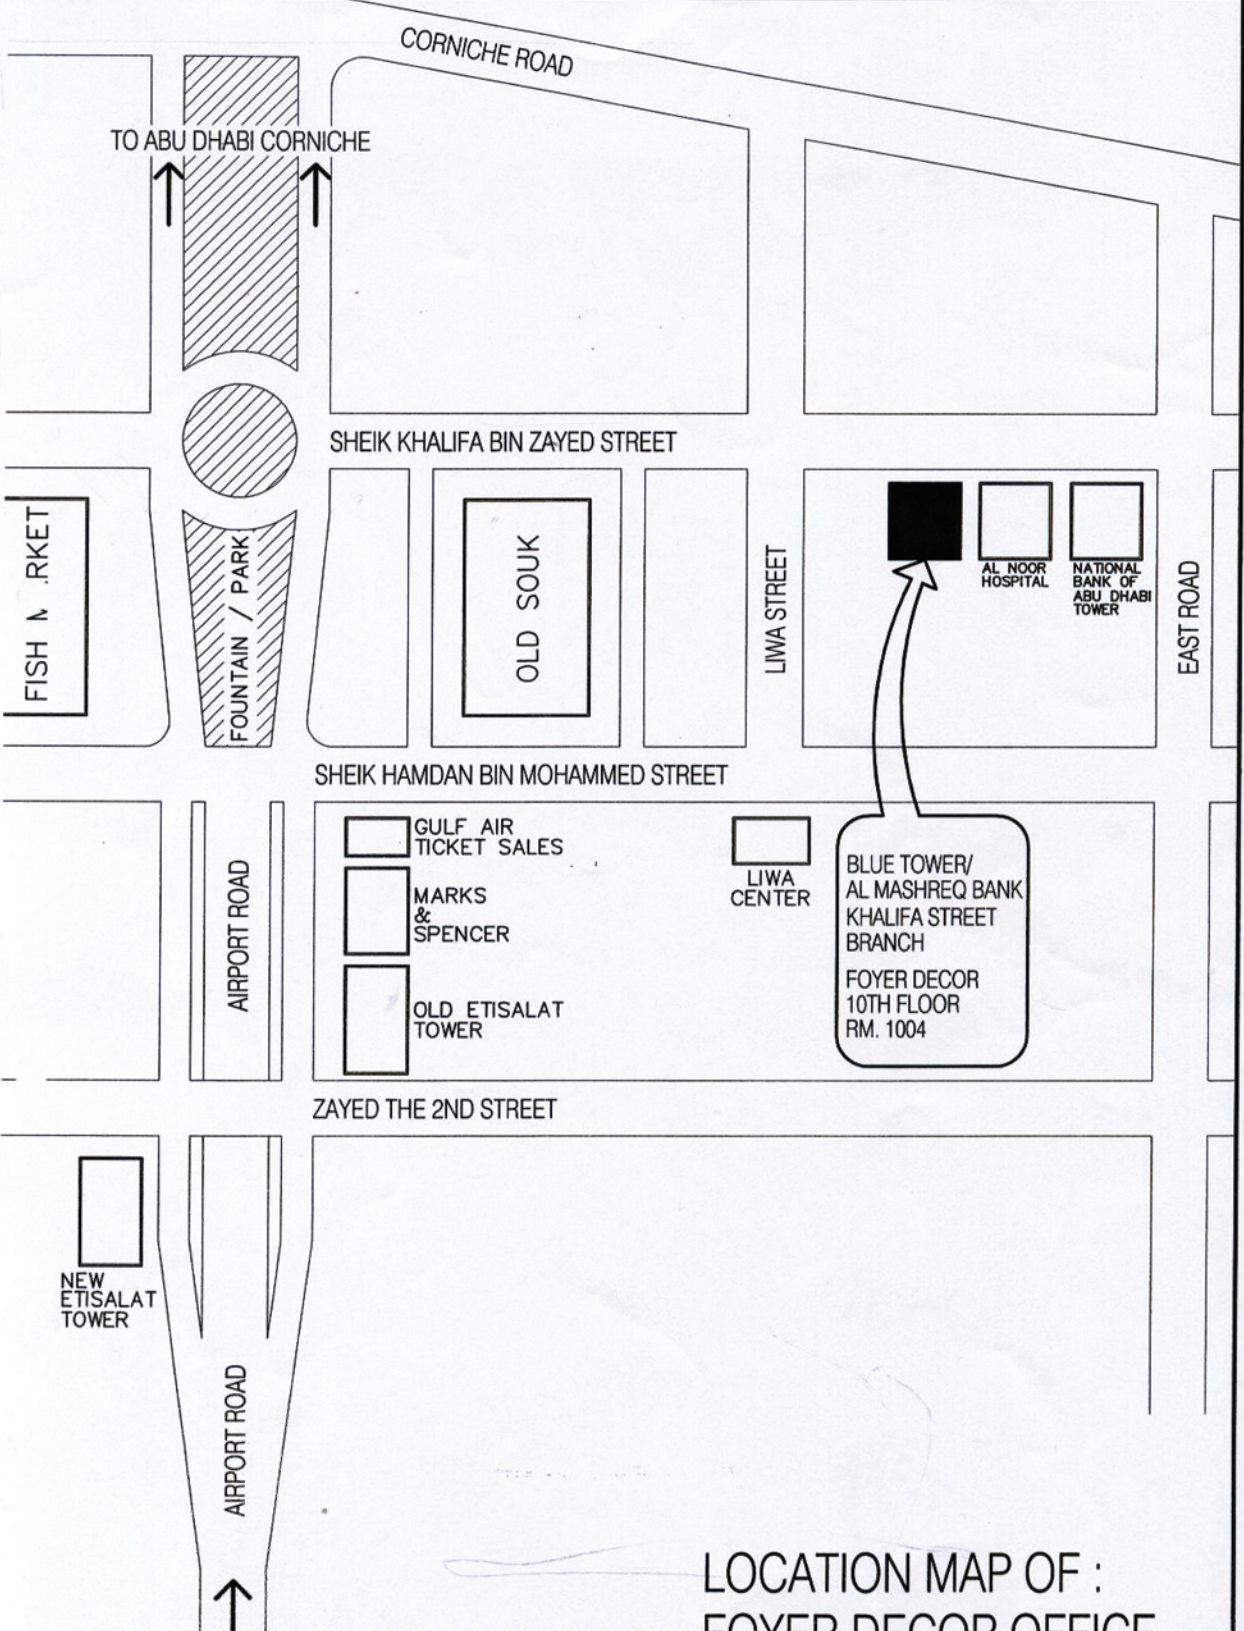 CORNICHE ROAD
TO ABU DHABI CORNICHE
SHEIK KHALIFA BIN ZAYED STREET
FISH
FOUNTAIN / PARK
OLD SOUK
LIWA STREET
AL NOOR
HOSPITAL
NATIONAL
BANK OF
ABU DHABI
TOWER
EAST ROAD
SHEIK HAMDAN BIN MOHAMMED STREET
AIRPORT ROAD
GULF AIR
TICKET SALES
MARKS
&
SPENCER
OLD ETISALAT
TOWER
LIWA
CENTER
BLUE TOWER/
AL MASHREQ BANK
KHALIFA STREET
BRANCH
FOYER DECOR
10TH FLOOR
RM. 1004
ZAYED THE 2ND STREET
NEW
ETISALAT
TOWER
AIRPORT ROAD
LOCATION MAP OF :
FOYER DECOR OFFICE